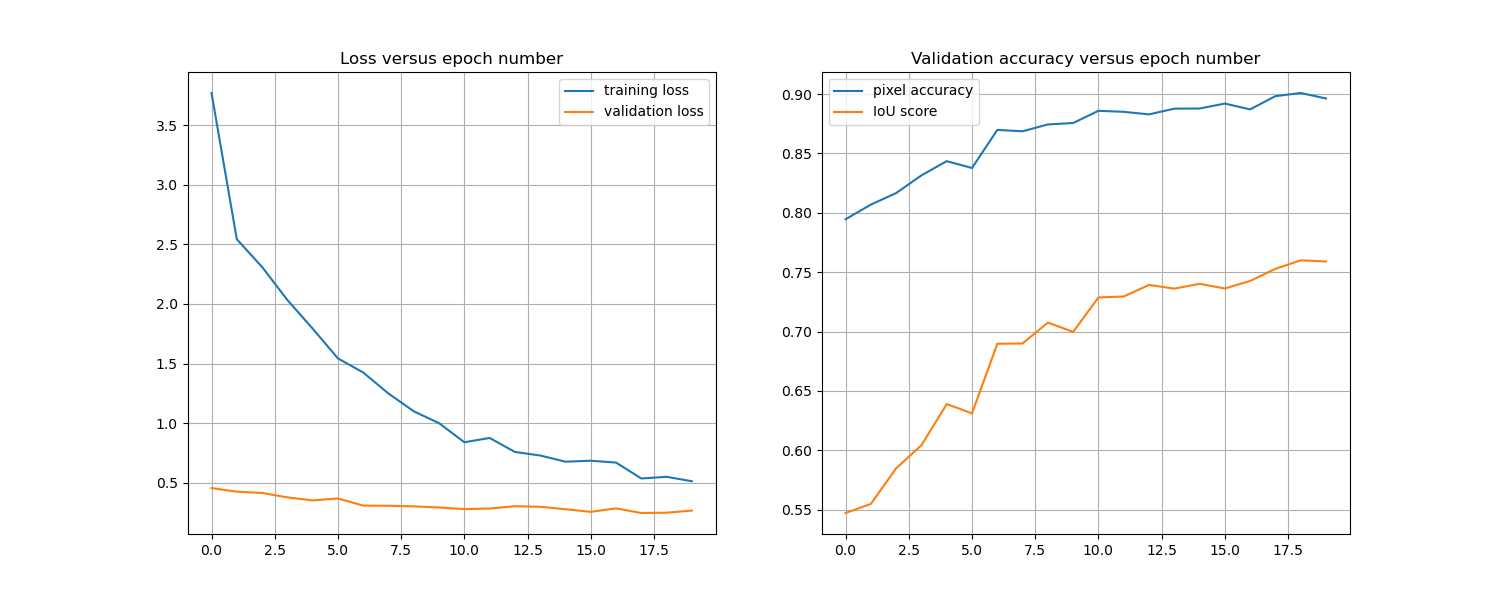 Loss versus epoch number
training loss
validation loss
3.5
3.0
2.5
2.0
1.5
1.0
0.5
0.0 2.5 5.0 7.5 10.0 12.5 15.0 17.5
Validation accuracy versus epoch number
pixel accuracy
IoU score
0.90
0.85
0.80
0.75
0.70
0.65
0.60
0.55
0.0 2.5 5.0 7.5 10.0 12.5 15.0 17.5